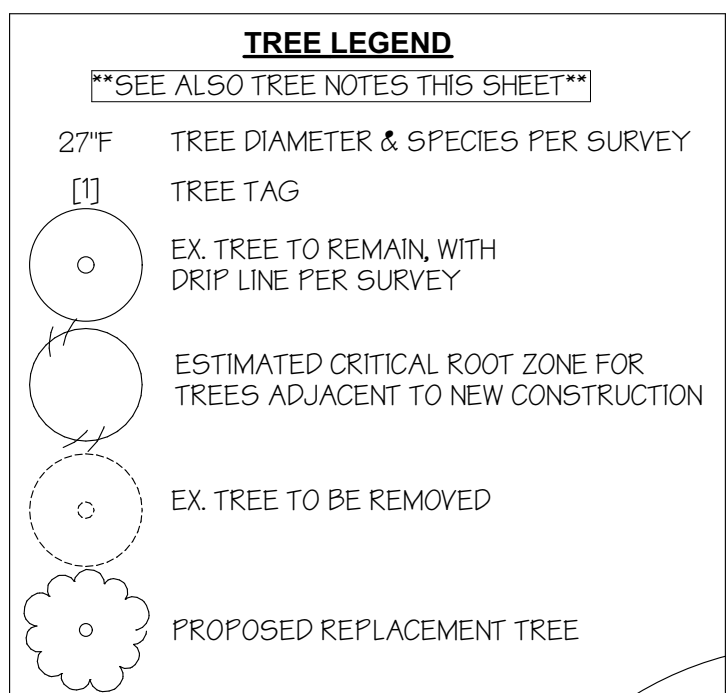 TREE LEGEND
**SEE ALSO TREE NOTES THIS SHEET**
27"F TREE DIAMETER & SPECIES PER SURVEY
[1] TREE TAG
EX. TREE TO REMAIN, WITH
DRIP LINE PER SURVEY
ESTIMATED CRITICAL ROOT ZONE FOR
TREES ADJACENT TO NEW CONSTRUCTION
EX. TREE TO BE REMOVED
PROPOSED REPLACEMENT TREE